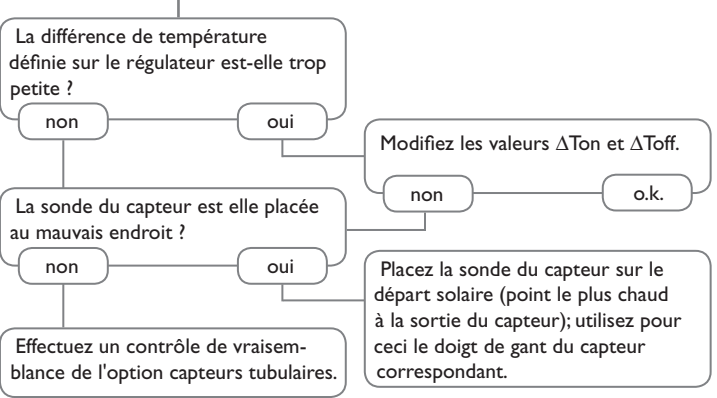 La différence de température
définie sur le régulateur est-elle trop
petite ?
non
oui
Modifiez les valeurs ΔTon et ΔToff.
non
o.k.
La sonde du capteur est elle placée
au mauvais endroit ?
non
oui
Placez la sonde du capteur sur le
départ solaire (point le plus chaud
à la sortie du capteur); utilisez pour
ceci le doigt de gant du capteur
correspondant.
Effectuez un contrôle de vraisem-
blance de l'option capteurs tubulaires.